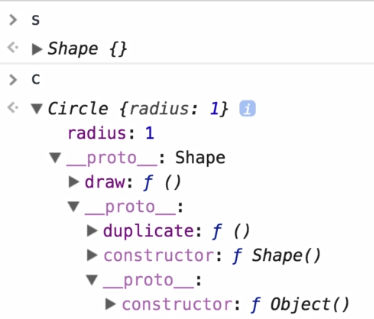 > s
<· ▶ Shape {}
> c
<· ▼ Circle {radius: 1} i
radius: 1
▼ __proto__: Shape
▶ draw: ƒ ()
▼ __proto__:
▶ duplicate: ƒ ()
▶ constructor: ƒ Shape()
▼ __proto__:
▶ constructor: ƒ Object()